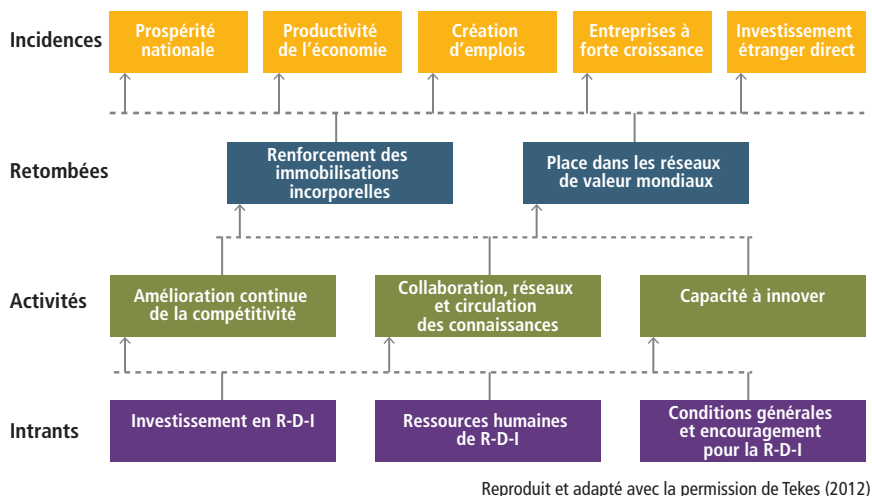 Incidences
Prospérité
nationale
Productivité
de l'économie
Création
d'emplois
Entreprises à
forte croissance
Investissement
étranger direct
Retombées
Renforcement des
immobilisations
incorporelles
Place dans les réseaux
de valeur mondiaux
Activités
Amélioration continue
de la compétitivité
Collaboration, réseaux
et circulation
des connaissances
Capacité à innover
Intrants
Investissement en R-D-I
Ressources humaines
de R-D-I
Conditions générales
et encouragement
pour la R-D-I
Reproduit et adapté avec la permission de Tekes (2012)